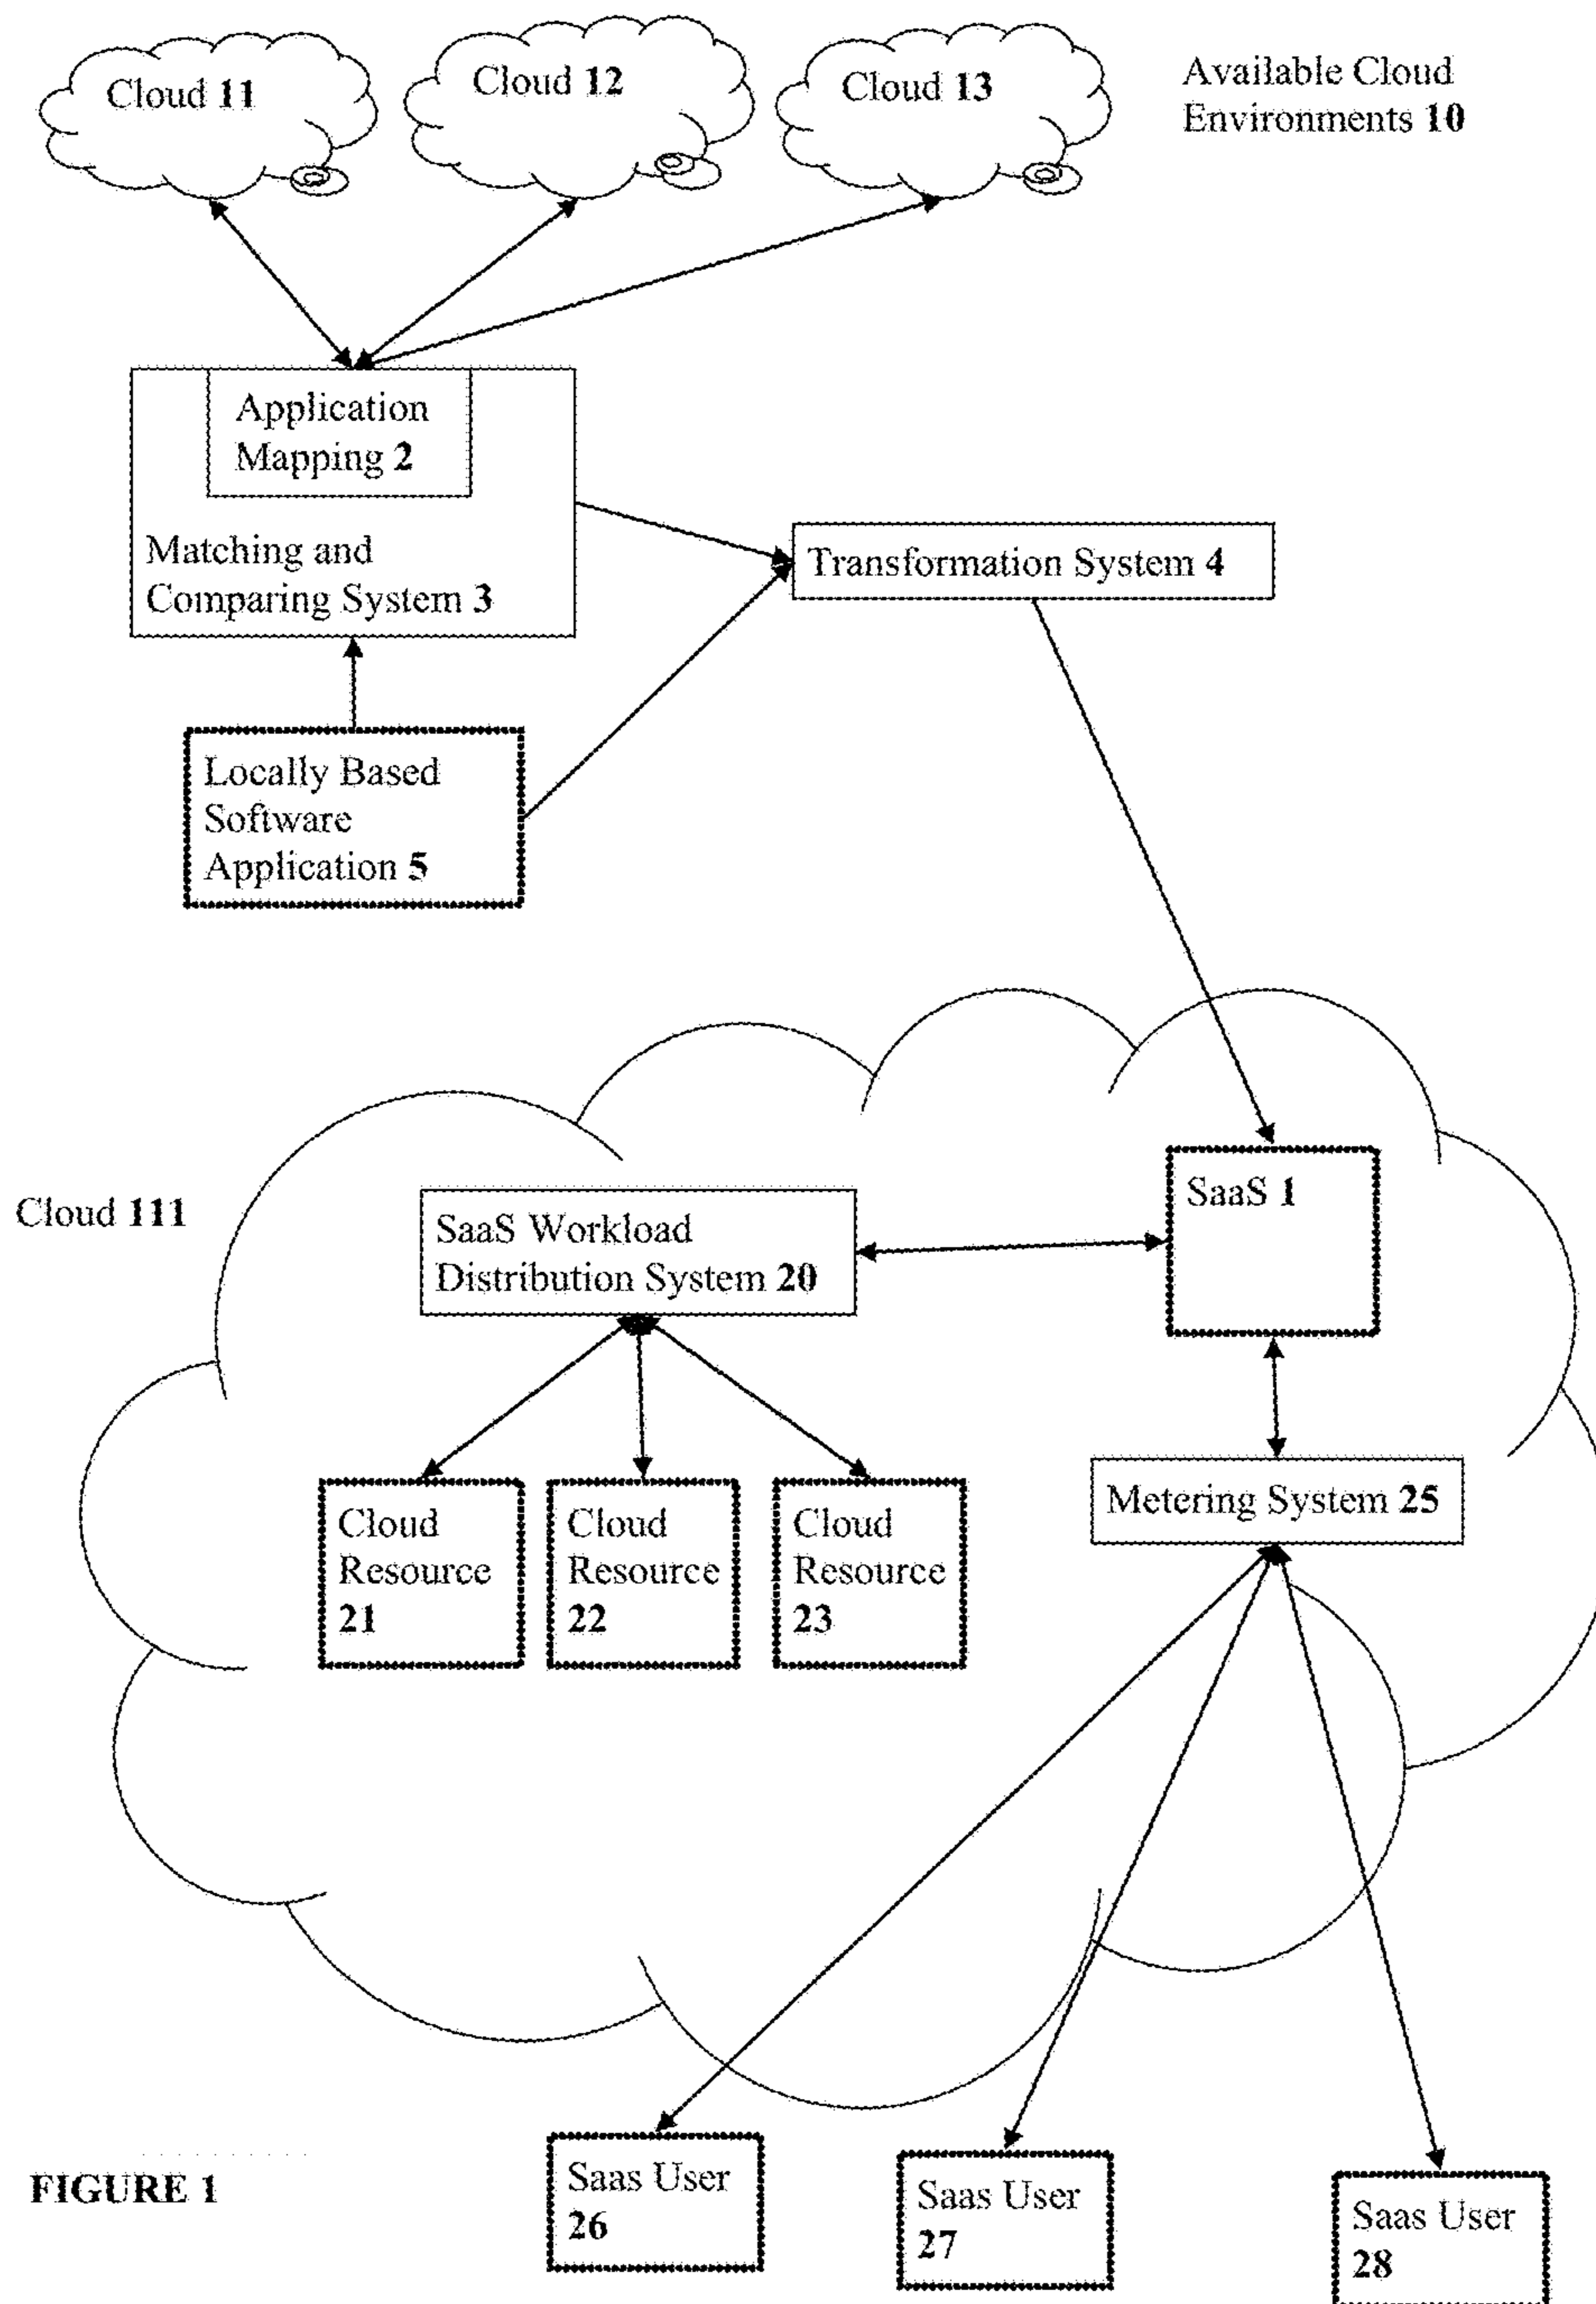 Cloud 11
Cloud 12
Cloud 13
Available Cloud
Environments 10
Application
Mapping 2
Matching and
Comparing System 3
Transformation System 4
Locally Based
Software
Application 5
Cloud 111
SaaS Workload
Distribution System 20
SaaS 1
Cloud
Resource
21
Cloud
Resource
22
Cloud
Resource
23
Metering System 25
FIGURE 1
Saas User
26
Saas User
27
Saas User
28